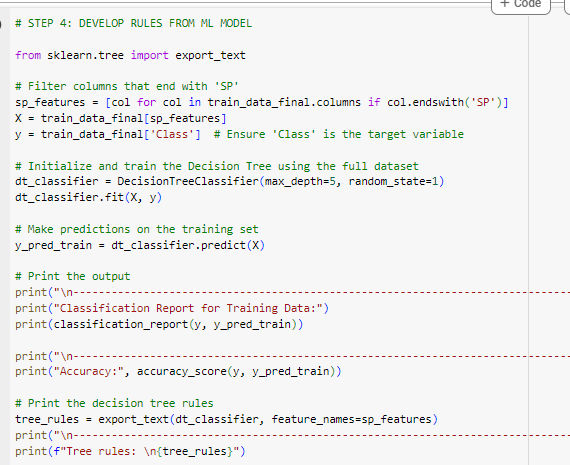 + Code
# STEP 4: DEVELOP RULES FROM ML MODEL
from sklearn.tree import export_text
# Filter columns that end with 'SP'
sp_features = [col for col in train_data_final.columns if col.endswith('SP')]
X = train_data_final[sp_features]
y = train_data_final['Class']  # Ensure 'Class' is the target variable
# Initialize and train the Decision Tree using the full dataset
dt_classifier = DecisionTreeClassifier(max_depth=5, random_state=1)
dt_classifier.fit(X, y)
# Make predictions on the training set
y_pred_train = dt_classifier.predict(X)
# Print the output
print("\n-----------------------------------------------------------------------------
print("Classification Report for Training Data:")
print(classification_report(y, y_pred_train))
print("\n-----------------------------------------------------------------------------
print("Accuracy:", accuracy_score(y, y_pred_train))
# Print the decision tree rules
tree_rules = export_text(dt_classifier, feature_names=sp_features)
print("\n-----------------------------------------------------------------------------
print(f"Tree rules: \n{tree_rules}")